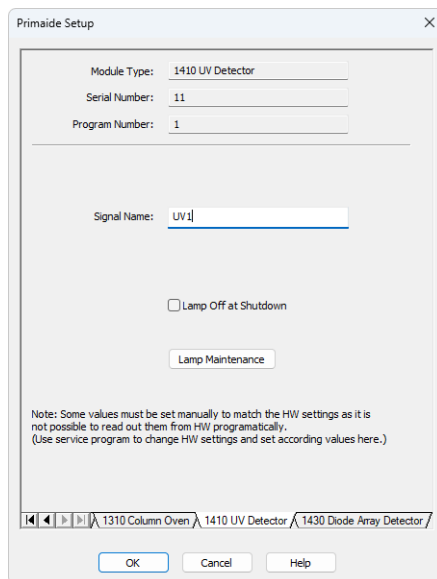 Primaide Setup
Module Type: 1410 UV Detector
Serial Number: 11
Program Number: 1
Signal Name: UV1
Lamp Off at Shutdown
Lamp Maintenance
Note: Some values must be set manually to match the HW settings as it is
not possible to read out them from HW programatically.
(Use service program to change HW settings and set according values here.)
1310 Column Oven 1410 UV Detector 1430 Diode Array Detector
OK Cancel Help